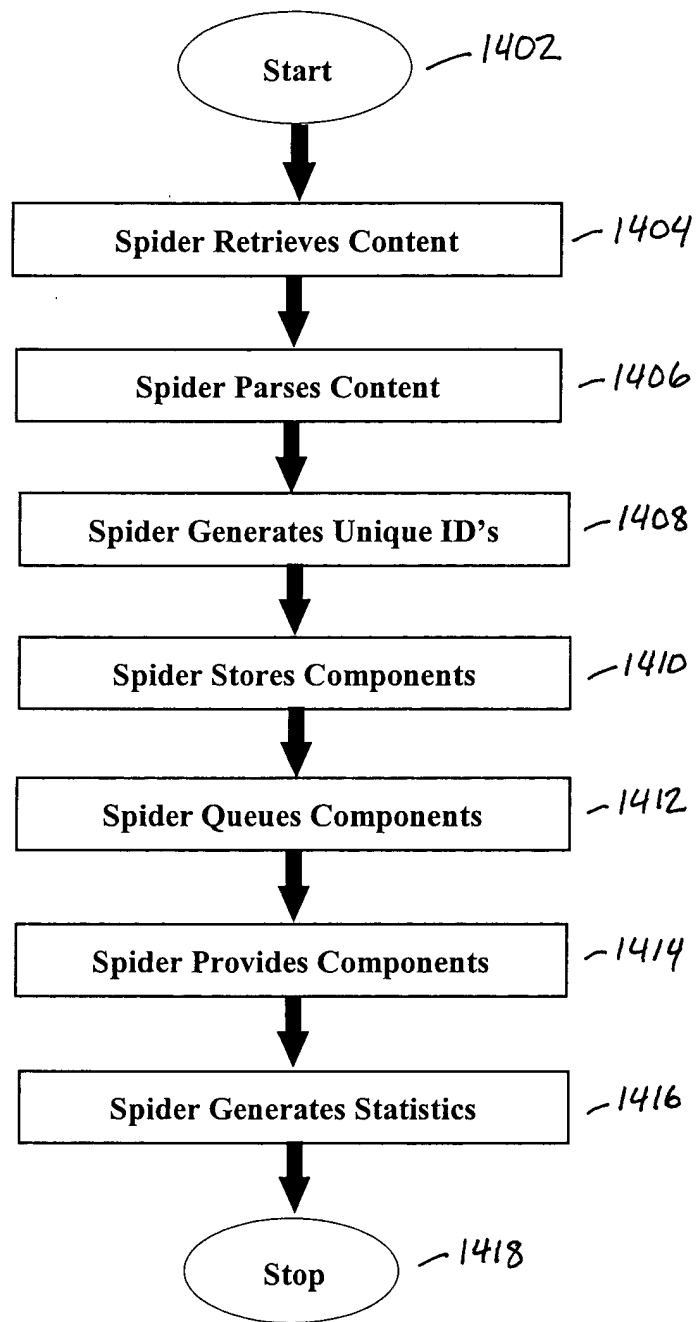 Start
1402
Spider Retrieves Content
1404
Spider Parses Content
1406
Spider Generates Unique ID's
1408
Spider Stores Components
1410
Spider Queues Components
1412
Spider Provides Components
1414
Spider Generates Statistics
1416
Stop
1418